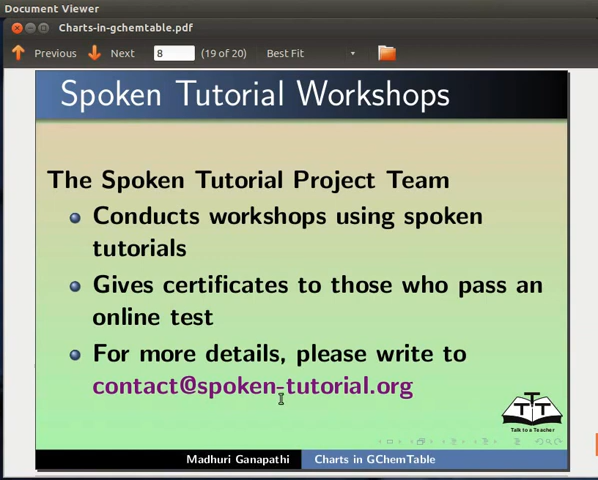 Document Viewer
Charts-in-gchemtable.pdf
Previous Next 8 (19 of 20) Best Fit
Spoken Tutorial Workshops
The Spoken Tutorial Project Team
Conducts workshops using spoken
tutorials
Gives certificates to those who pass an
online test
For more details, please write to
contact@spoken-tutorial.org
Talk to a Teacher
Madhuri Ganapathi Charts in GChemTable